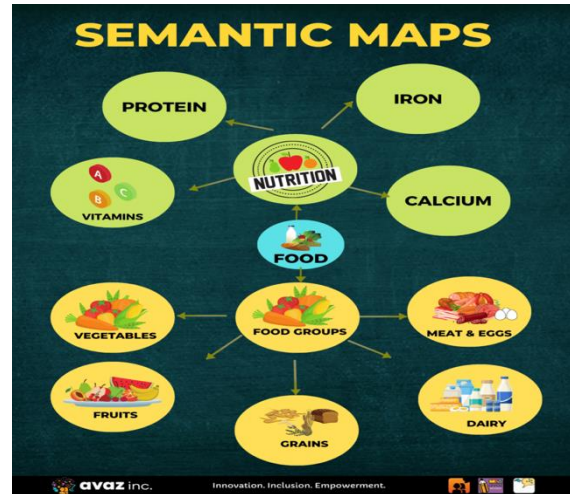 SEMANTIC MAPS
PROTEIN
IRON
NUTRITION
A
B
C
VITAMINS
CALCIUM
FOOD
VEGETABLES
FOOD GROUPS
MEAT & EGGS
FRUITS
GRAINS
DAIRY
avaz inc.
Innovation. Inclusion. Empowerment.